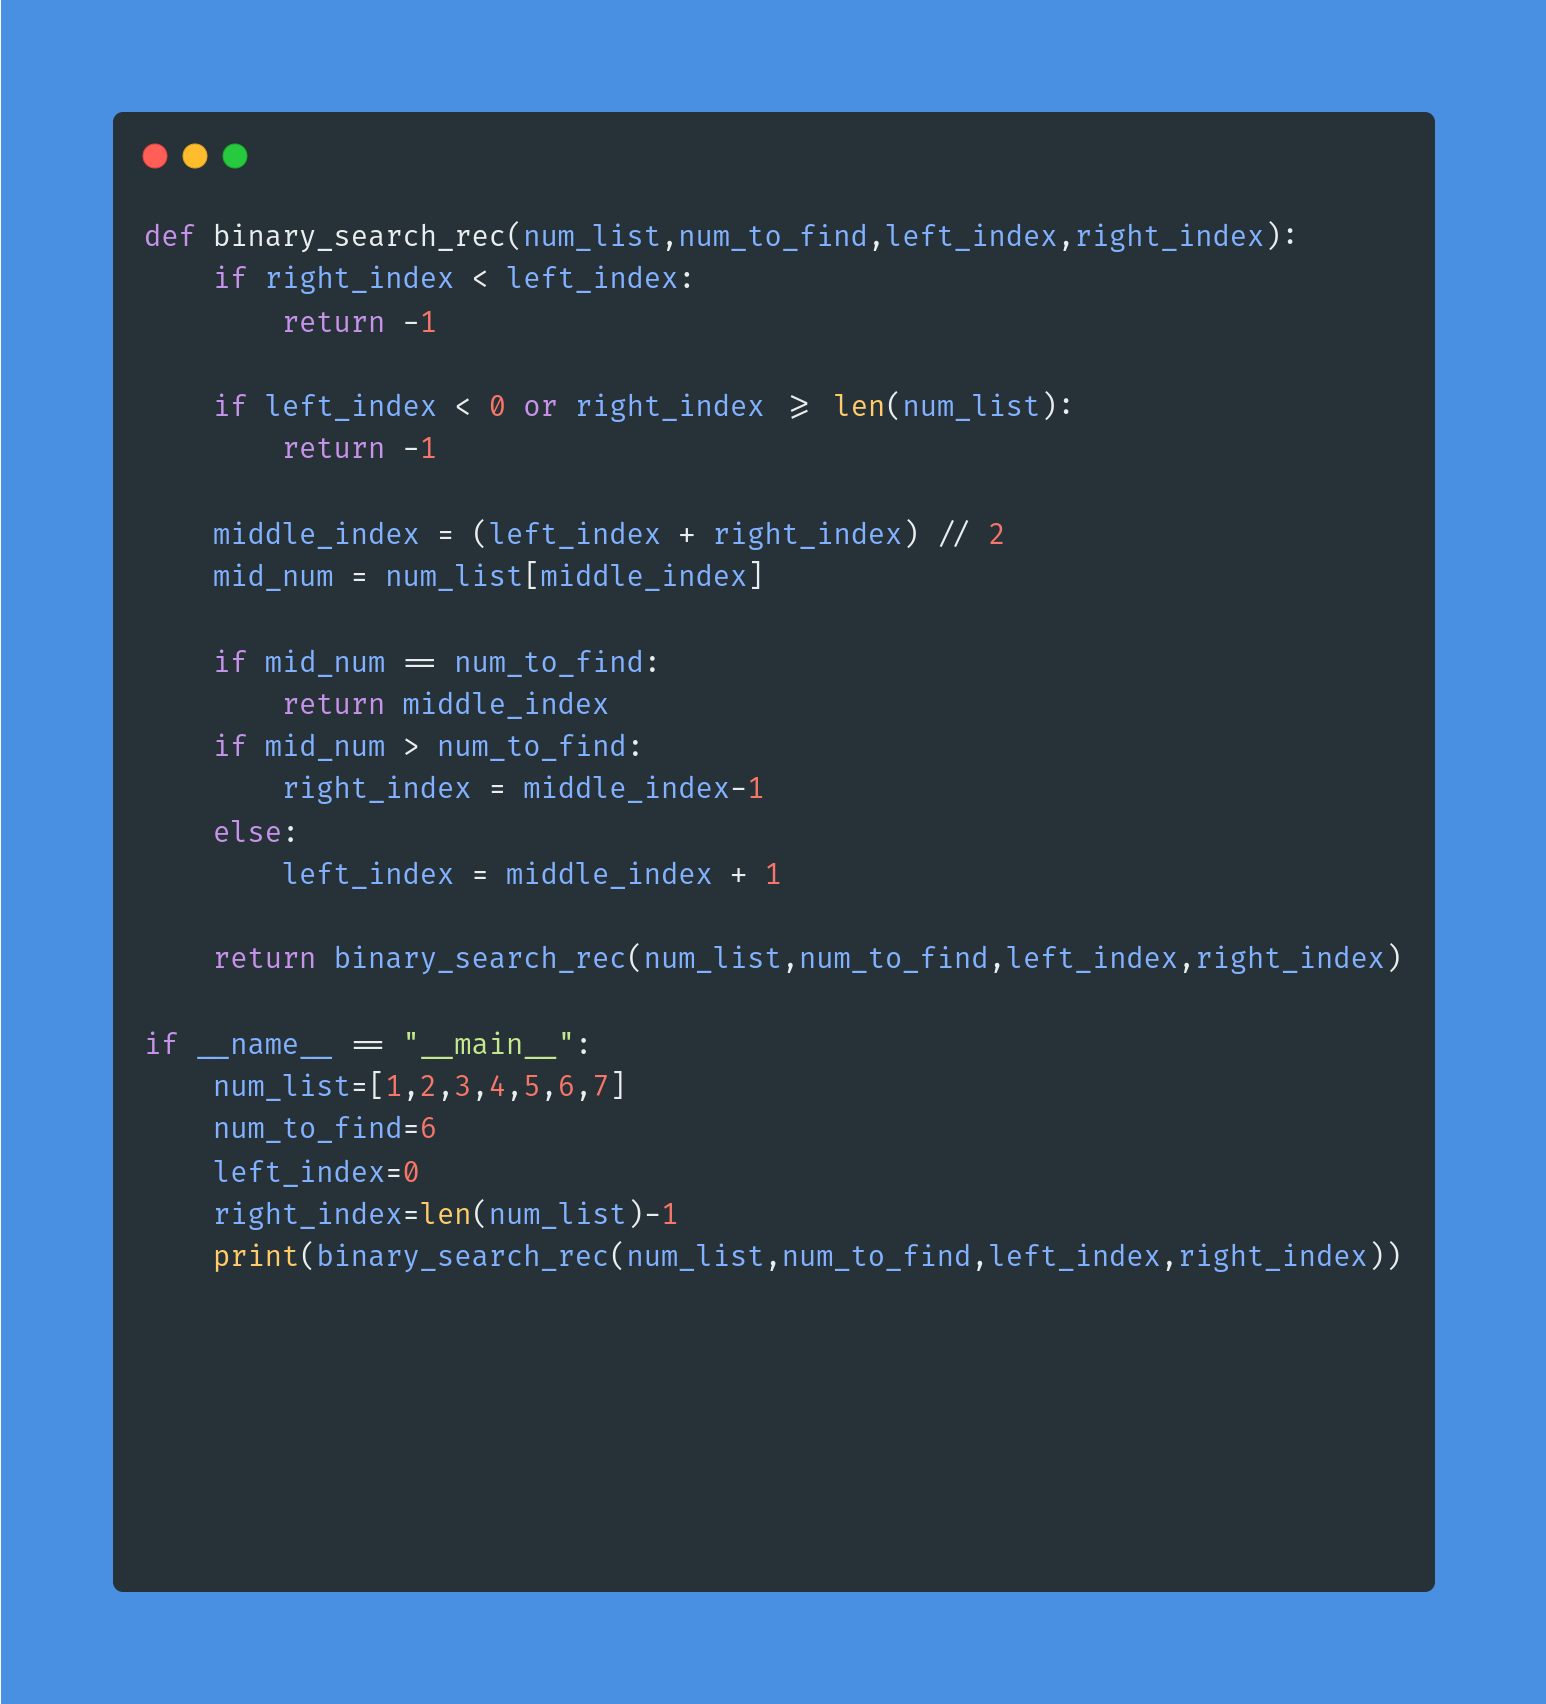 def binary_search_rec(num_list,num_to_find,left_index,right_index):
    if right_index < left_index:
        return -1

    if left_index < 0 or right_index >= len(num_list):
        return -1

    middle_index = (left_index + right_index) // 2
    mid_num = num_list[middle_index]

    if mid_num == num_to_find:
        return middle_index
    if mid_num > num_to_find:
        right_index = middle_index-1
    else:
        left_index = middle_index + 1

    return binary_search_rec(num_list,num_to_find,left_index,right_index)

if __name__ == "__main__":
    num_list=[1,2,3,4,5,6,7]
    num_to_find=6
    left_index=0
    right_index=len(num_list)-1
    print(binary_search_rec(num_list,num_to_find,left_index,right_index))